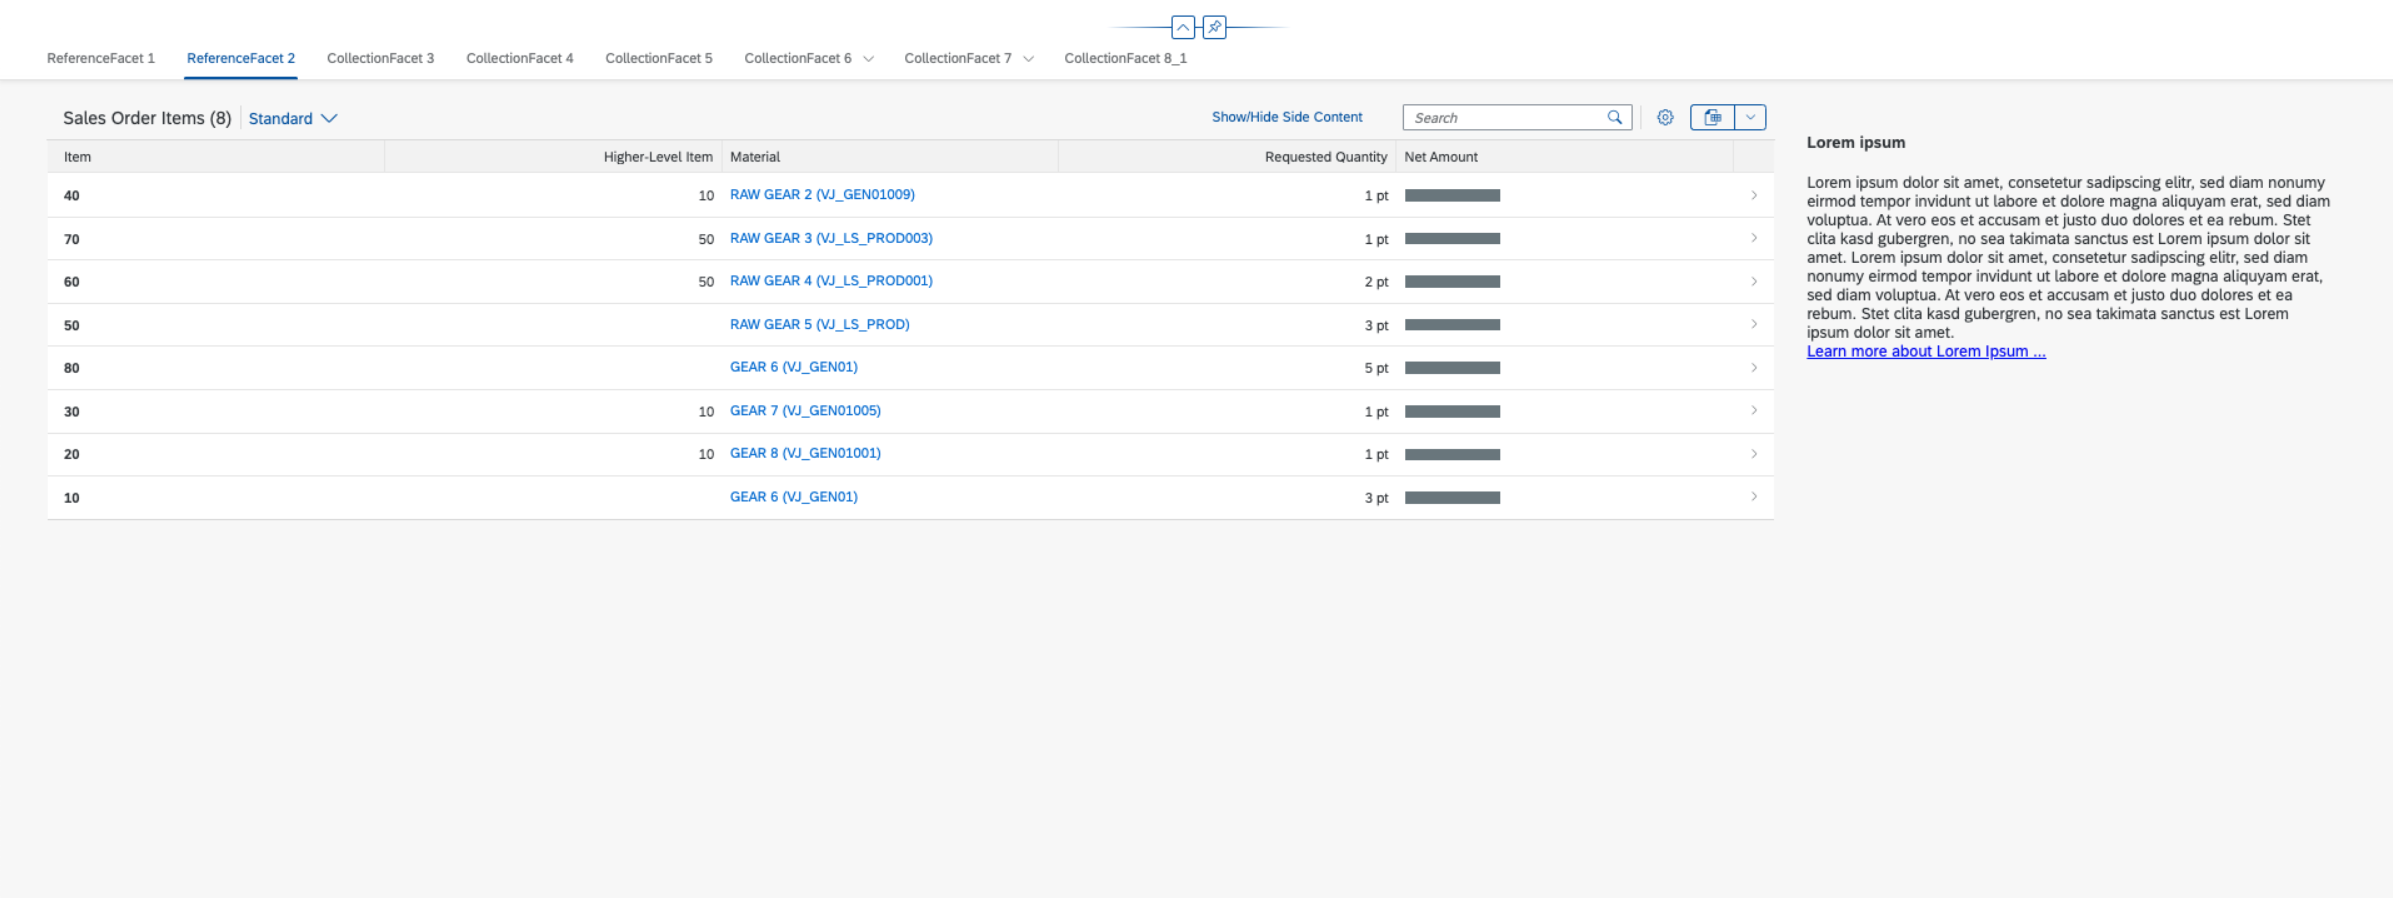 ReferenceFacet 1 ReferenceFacet 2 CollectionFacet 3 CollectionFacet 4 CollectionFacet 5 CollectionFacet 6 CollectionFacet 7 CollectionFacet 8_1
Sales Order Items (8) Standard Show/Hide Side Content Search
Item Higher-Level Item Material Requested Quantity Net Amount
40 10 RAW GEAR 2 (VJ_GEN01009) 1 pt
70 50 RAW GEAR 3 (VJ_LS_PROD003) 1 pt
60 50 RAW GEAR 4 (VJ_LS_PROD001) 2 pt
50 RAW GEAR 5 (VJ_LS_PROD) 3 pt
80 GEAR 6 (VJ_GEN01) 5 pt
30 10 GEAR 7 (VJ_GEN01005) 1 pt
20 10 GEAR 8 (VJ_GEN01001) 1 pt
10 GEAR 6 (VJ_GEN01) 3 pt
Lorem ipsum
Lorem ipsum dolor sit amet, consetetur sadipscing elitr, sed diam nonumy
eirmod tempor invidunt ut labore et dolore magna aliquyam erat, sed diam
voluptua. At vero eos et accusam et justo duo dolores et ea rebum. Stet
clita kasd gubergren, no sea takimata sanctus est Lorem ipsum dolor sit
amet. Lorem ipsum dolor sit amet, consetetur sadipscing elitr, sed diam
nonumy eirmod tempor invidunt ut labore et dolore magna aliquyam erat,
sed diam voluptua. At vero eos et accusam et justo duo dolores et ea
rebum. Stet clita kasd gubergren, no sea takimata sanctus est Lorem
ipsum dolor sit amet.
Learn more about Lorem Ipsum ...